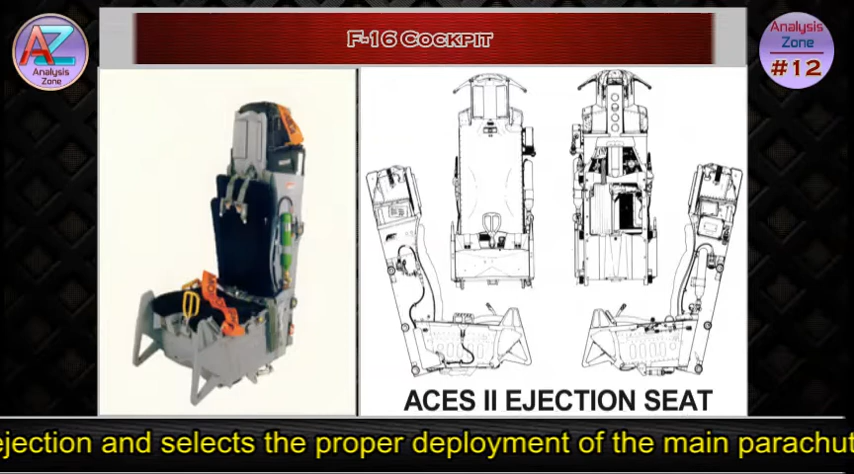 AZ
Analysis
Zone
F-16 COCKPIT
Analysis
Zone
#12
ACES II EJECTION SEAT
ejection and selects the proper deployment of the main parachut